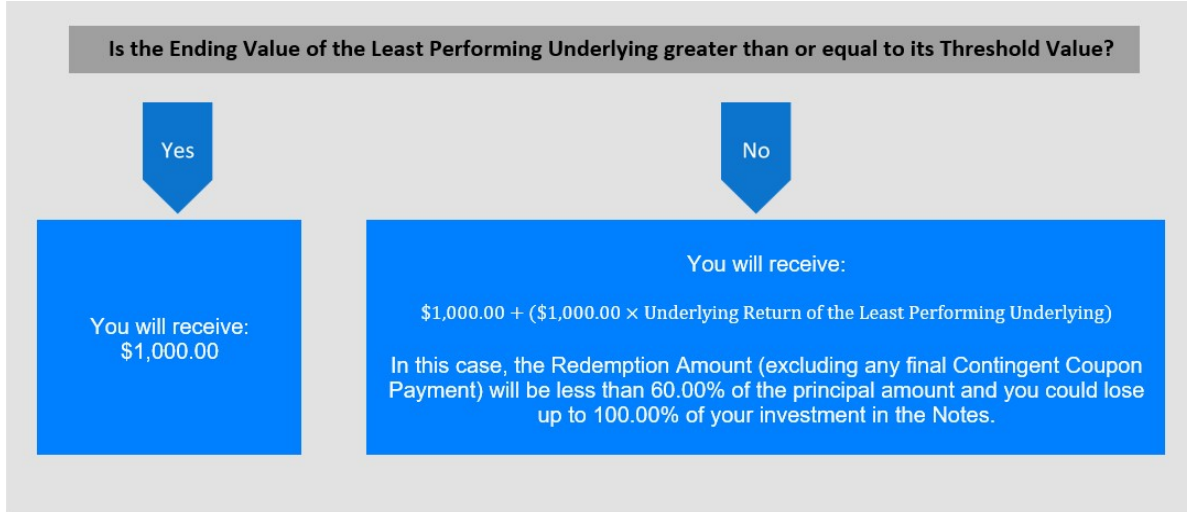 Is the Ending Value of the Least Performing Underlying greater than or equal to its Threshold Value?
Yes
No
You will receive:
$1,000.00
You will receive:
$1,000.00 + ($1,000.00 × Underlying Return of the Least Performing Underlying)
In this case, the Redemption Amount (excluding any final Contingent Coupon
Payment) will be less than 60.00% of the principal amount and you could lose
up to 100.00% of your investment in the Notes.